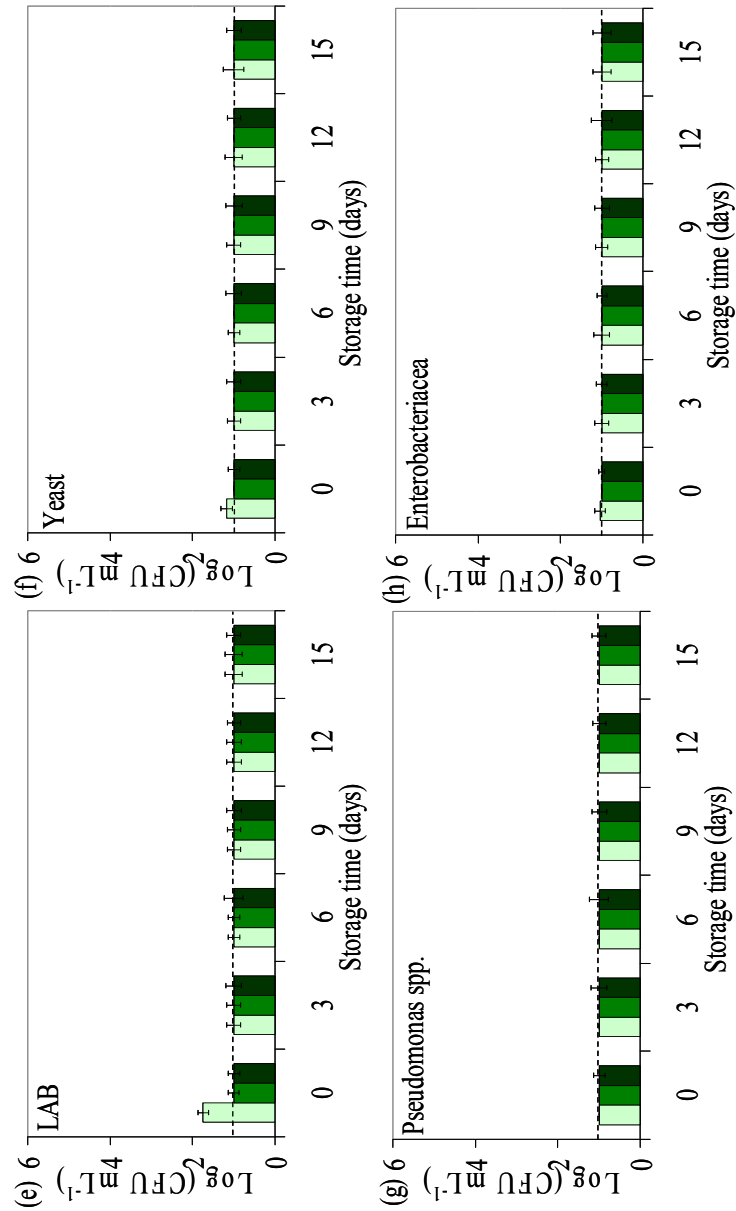 (e)
LAB
Log (CFU mL⁻¹)
6
4
2
0
0 3 6 9 12 15
Storage time (days)
(f)
Yeast
Log (CFU mL⁻¹)
6
4
2
0
0 3 6 9 12 15
Storage time (days)
(g)
Pseudomonas spp.
Log (CFU mL⁻¹)
6
4
2
0
0 3 6 9 12 15
Storage time (days)
(h)
Enterobacteriacea
Log (CFU mL⁻¹)
6
4
2
0
0 3 6 9 12 15
Storage time (days)